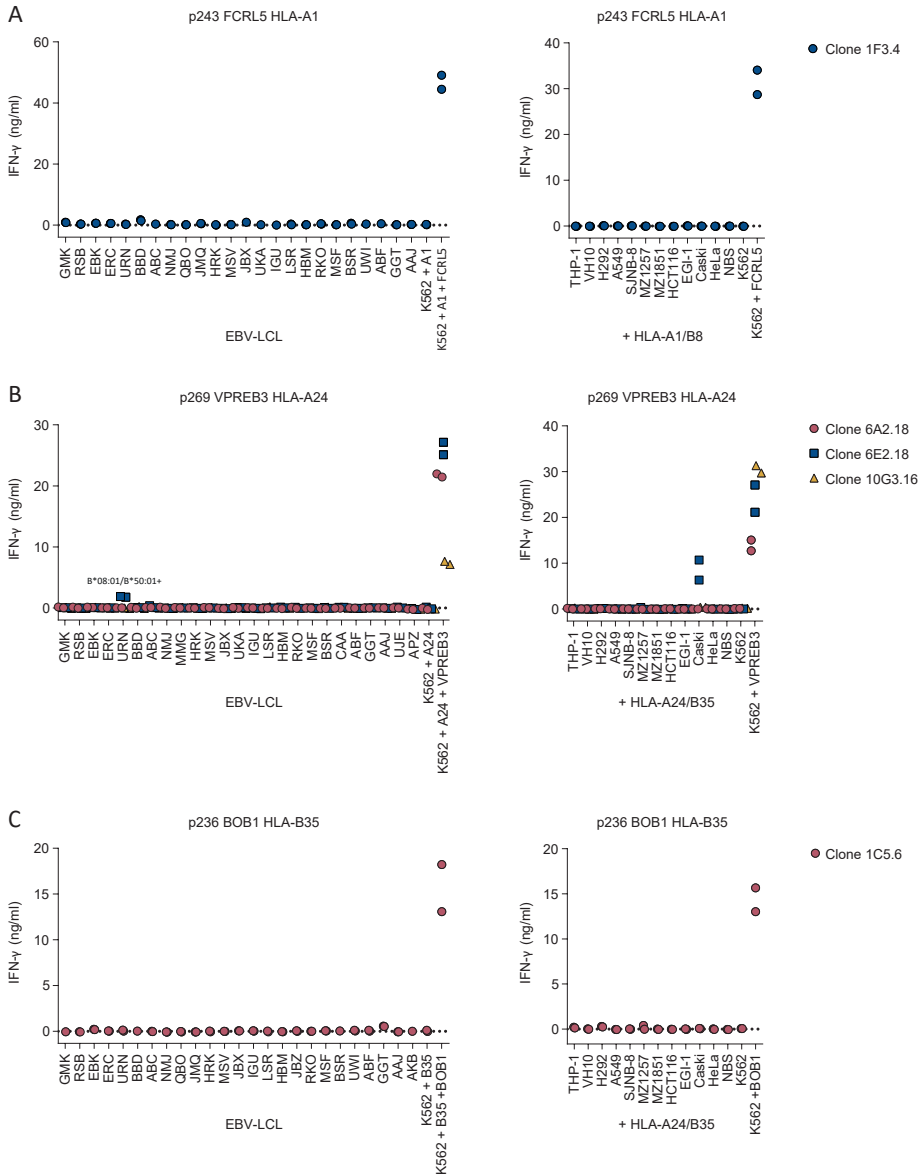 A
p243 FCRL5 HLA-A1
IFN-γ (ng/ml)
60
40
20
0
GMK
RSB
EBK
ERC
URN
BBD
ABC
NMJ
QBO
JMQ
HRK
MSV
JBX
UKA
IGU
LSR
HBM
RKO
MSF
BSR
UWI
ABF
GGT
AAJ
K562 + A1
K562 + A1 + FCRL5
EBV-LCL
p243 FCRL5 HLA-A1
IFN-γ (ng/ml)
40
30
20
10
0
THP-1
VH10
H292
A549
SJNB-8
MZ1257
MZ1851
HCT116
EGI-1
Caski
HeLa
NBS
K562
K562 + FCRL5
+ HLA-A1/B8
Clone 1F3.4
B
p269 VPREB3 HLA-A24
IFN-γ (ng/ml)
30
20
10
0
B*08:01/B*50:01+
GMK
RSB
EBK
ERC
URN
BBD
ABC
NMJ
MMG
HRK
MSV
JBX
UKA
IGU
LSR
HBM
RKO
MSF
BSR
CAA
ABF
GGT
AAJ
UJE
APZ
K562 + A24
K562 + A24 + VPREB3
EBV-LCL
p269 VPREB3 HLA-A24
IFN-γ (ng/ml)
40
30
20
10
0
THP-1
VH10
H292
A549
SJNB-8
MZ1257
MZ1851
HCT116
EGI-1
Caski
HeLa
NBS
K562
K562 + VPREB3
+ HLA-A24/B35
Clone 6A2.18
Clone 6E2.18
Clone 10G3.16
C
p236 BOB1 HLA-B35
IFN-γ (ng/ml)
20
15
10
5
0
GMK
RSB
EBK
ERC
URN
BBD
ABC
NMJ
QBO
JMQ
HRK
MSV
JBX
IGU
LSR
HBM
JBZ
RKO
MSF
BSR
UWI
ABF
GGT
AAJ
AKB
K562 + B35
K562 + B35 +BOB1
EBV-LCL
p236 BOB1 HLA-B35
IFN-γ (ng/ml)
20
15
10
5
0
THP-1
VH10
H292
A549
SJNB-8
MZ1257
MZ1851
HCT116
EGI-1
Caski
HeLa
NBS
K562
K562 +BOB1
+ HLA-A24/B35
Clone 1C5.6